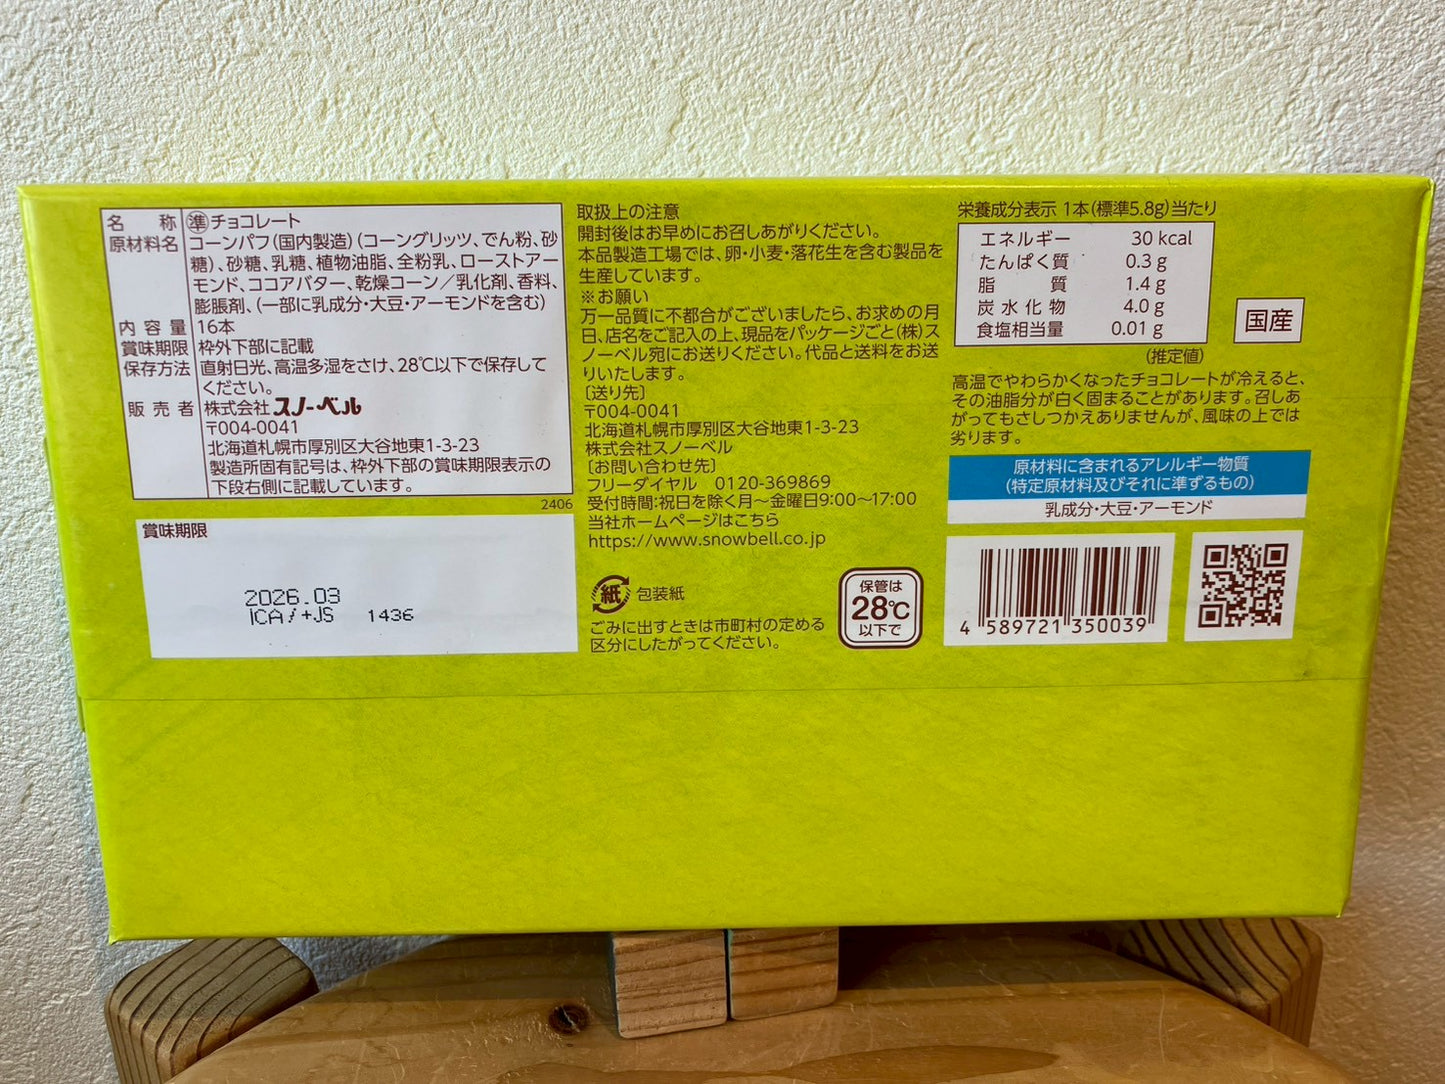 名称 準チョコレート
原材料名 コーンパフ(国内製造)(コーングリッツ、でん粉、砂
糖)、砂糖、乳糖、植物油脂、全粉乳、ローストアー
モンド、ココアバター、乾燥コーン/乳化剤、香料、
膨脹剤、(一部に乳成分・大豆・アーモンドを含む)
内容量 16本
賞味期限 枠外下部に記載
保存方法 直射日光、高温多湿をさけ、28℃以下で保存して
ください。
販売者 株式会社スノーベル
〒004-0041
北海道札幌市厚別区大谷地東1-3-23
製造所固有記号は、枠外下部の賞味期限表示の
下段右側に記載しています。
2406
賞味期限
2026.03
ICA/+JS 1436
取扱上の注意
開封後はお早めにお召しあがりください。
本品製造工場では、卵・小麦・落花生を含む製品を
生産しています。
※お願い
万一品質に不都合がございましたら、お求めの月
日、店名をご記入の上、現品をパッケージごと(株)ス
ノーベル宛にお送りください。代品と送料をお送
りいたします。
〔送り先〕
〒004-0041
北海道札幌市厚別区大谷地東1-3-23
株式会社スノーベル
〔お問い合わせ先〕
フリーダイヤル 0120-369869
受付時間:祝日を除く月～金曜日9:00～17:00
当社ホームページはこちら
https://www.snowbell.co.jp
紙 包装紙
ごみに出すときは市町村の定める
区分にしたがってください。
保管は
28℃
以下で
栄養成分表示 1本(標準5.8g)当たり
エネルギー 30 kcal
たんぱく質 0.3 g
脂質 1.4 g
炭水化物 4.0 g
食塩相当量 0.01 g
(推定値)
国産
高温でやわらかくなったチョコレートが冷えると、
その油脂分が白く固まることがあります。召しあ
がってもさしつかえありませんが、風味の上では
劣ります。
原材料に含まれるアレルギー物質
(特定原材料及びそれに準ずるもの)
乳成分・大豆・アーモンド
4 589721 350039